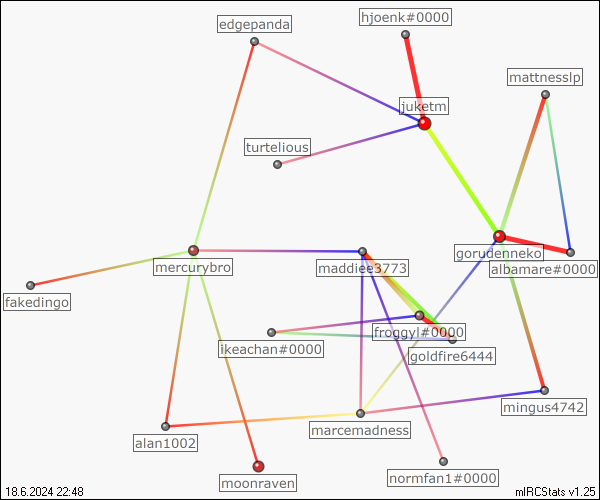 hjoenk#0000
edgepanda
mattnesslp
juketm
turtelious
gorudenneko
mercurybro
maddiee3773
albamare#0000
fakedingo
froggyl#0000
ikeachan#0000
goldfire6444
mingus4742
marcemadness
alan1002
normfan1#0000
moonraven
18.6.2024 22:48
mIRCStats v1.25